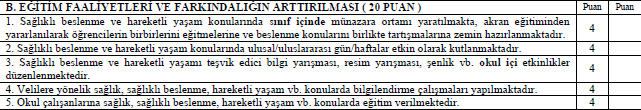 B. EĞİTİM FAALİYETLERİ VE FARKINDALIĞIN ARTTIRILMASI ( 20 PUAN ) Puan Puan
1. Sağlıklı beslenme ve hareketli yaşam konularında sınıf içinde münazara ortamı yaratılmakta, akran eğitiminden
yararlanılarak öğrencilerin birbirlerini eğitmelerine ve beslenme konularını birlikte tartışmalarına zemin hazırlanmaktadır. 4
2. Sağlıklı beslenme ve hareketli yaşam konularında ulusal/uluslararası gün/haftalar etkin olarak kutlanmaktadır. 4
3. Sağlıklı beslenme ve hareketli yaşamı teşvik edici bilgi yarışması, resim yarışması, şenlik vb. okul içi etkinlikler
düzenlenmektedir. 4
4. Velilere yönelik sağlık, sağlıklı beslenme, hareketli yaşam vb. konularda bilgilendirme çalışmaları yapılmaktadır. 4
5. Okul çalışanlarına sağlık, sağlıklı beslenme, hareketli yaşam vb. konularda eğitim verilmektedir. 4